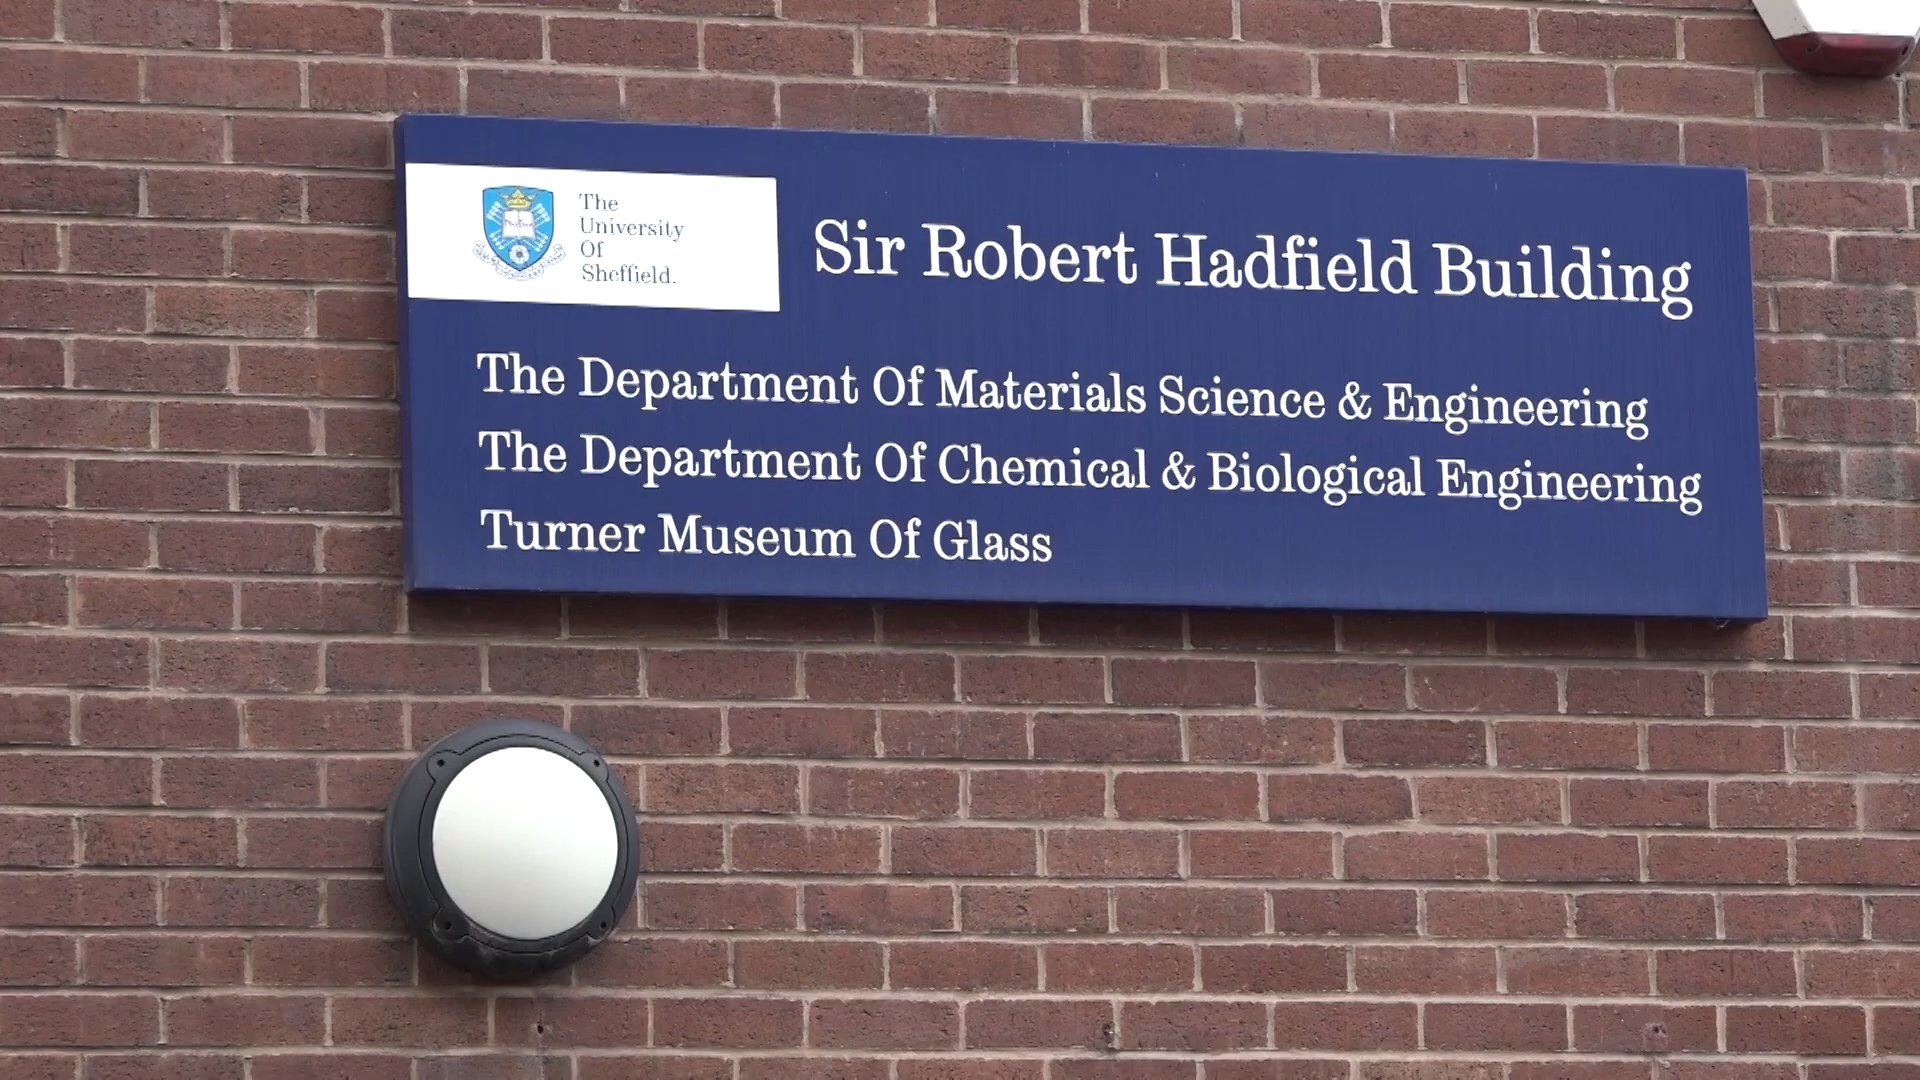 The
University
Of
Sheffield.
Sir Robert Hadfield Building
The Department Of Materials Science & Engineering
The Department Of Chemical & Biological Engineering
Turner Museum Of Glass